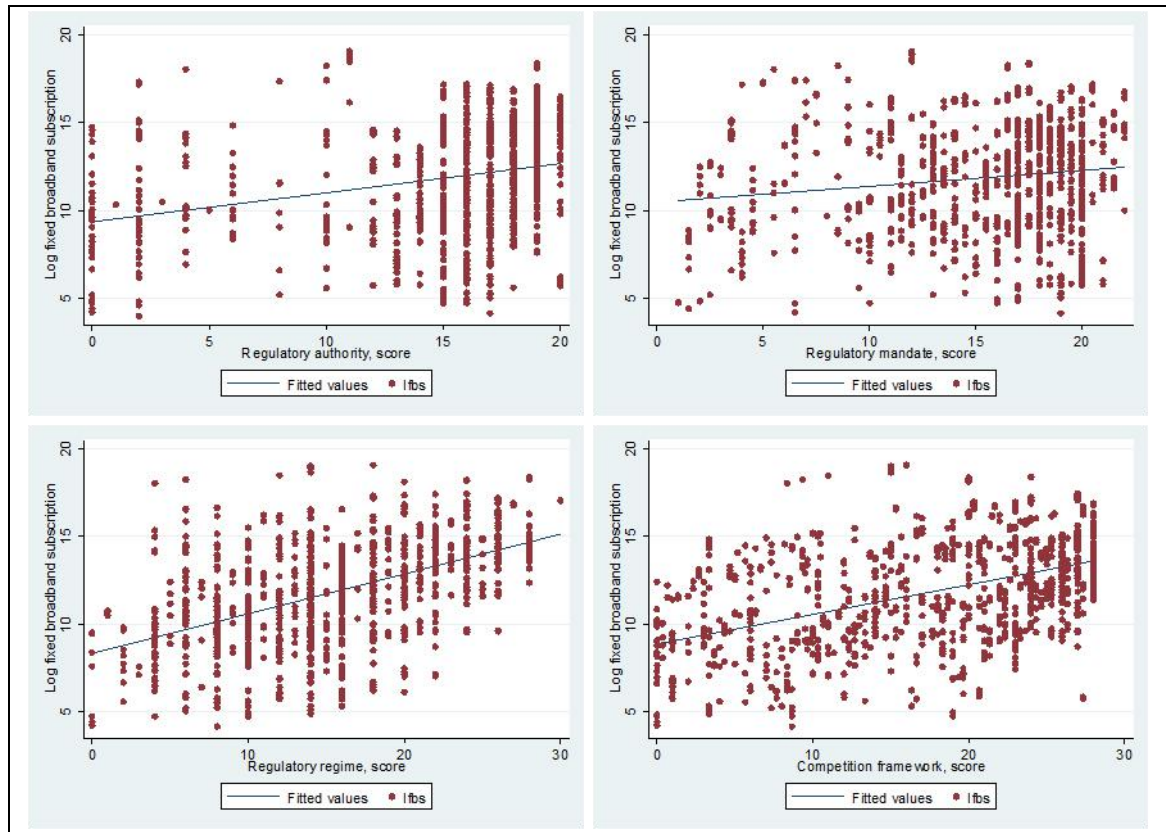 Log fixed broadband subscription
20
15
10
5
0 5 10 15 20
Regulatory authority, score
Fitted values lfbs
Log fixed broadband subscription
20
15
10
5
0 5 10 15 20
Regulatory mandate, score
Fitted values lfbs
Log fixed broadband subscription
20
15
10
5
0 10 20 30
Regulatory regime, score
Fitted values lfbs
Log fixed broadband subscription
20
15
10
5
0 10 20 30
Competition framework, score
Fitted values lfbs